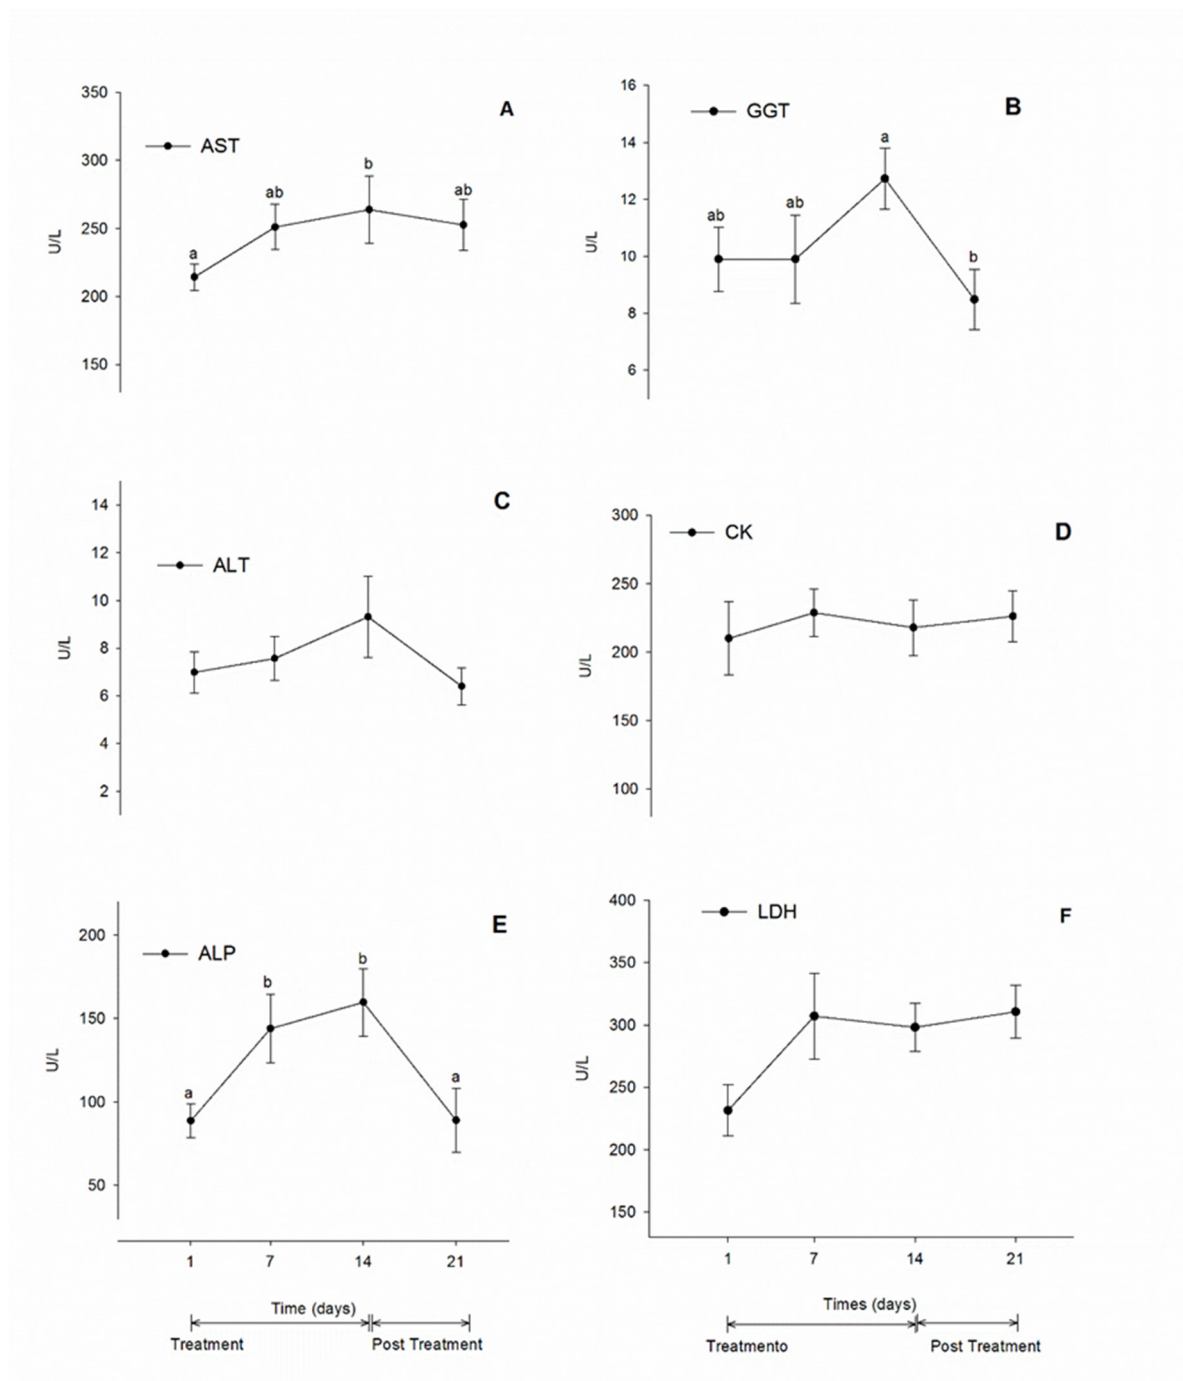 A
AST
350
300
250
200
150
U/L
a
ab
b
ab
B
GGT
16
14
12
10
8
6
U/L
ab
ab
a
b
C
ALT
14
12
10
8
6
4
2
U/L
D
CK
300
250
200
150
100
U/L
E
ALP
200
150
100
50
U/L
a
b
b
a
1 7 14 21
Time (days)
Treatment Post Treatment
F
LDH
400
350
300
250
200
150
U/L
1 7 14 21
Times (days)
Treatmento Post Treatment